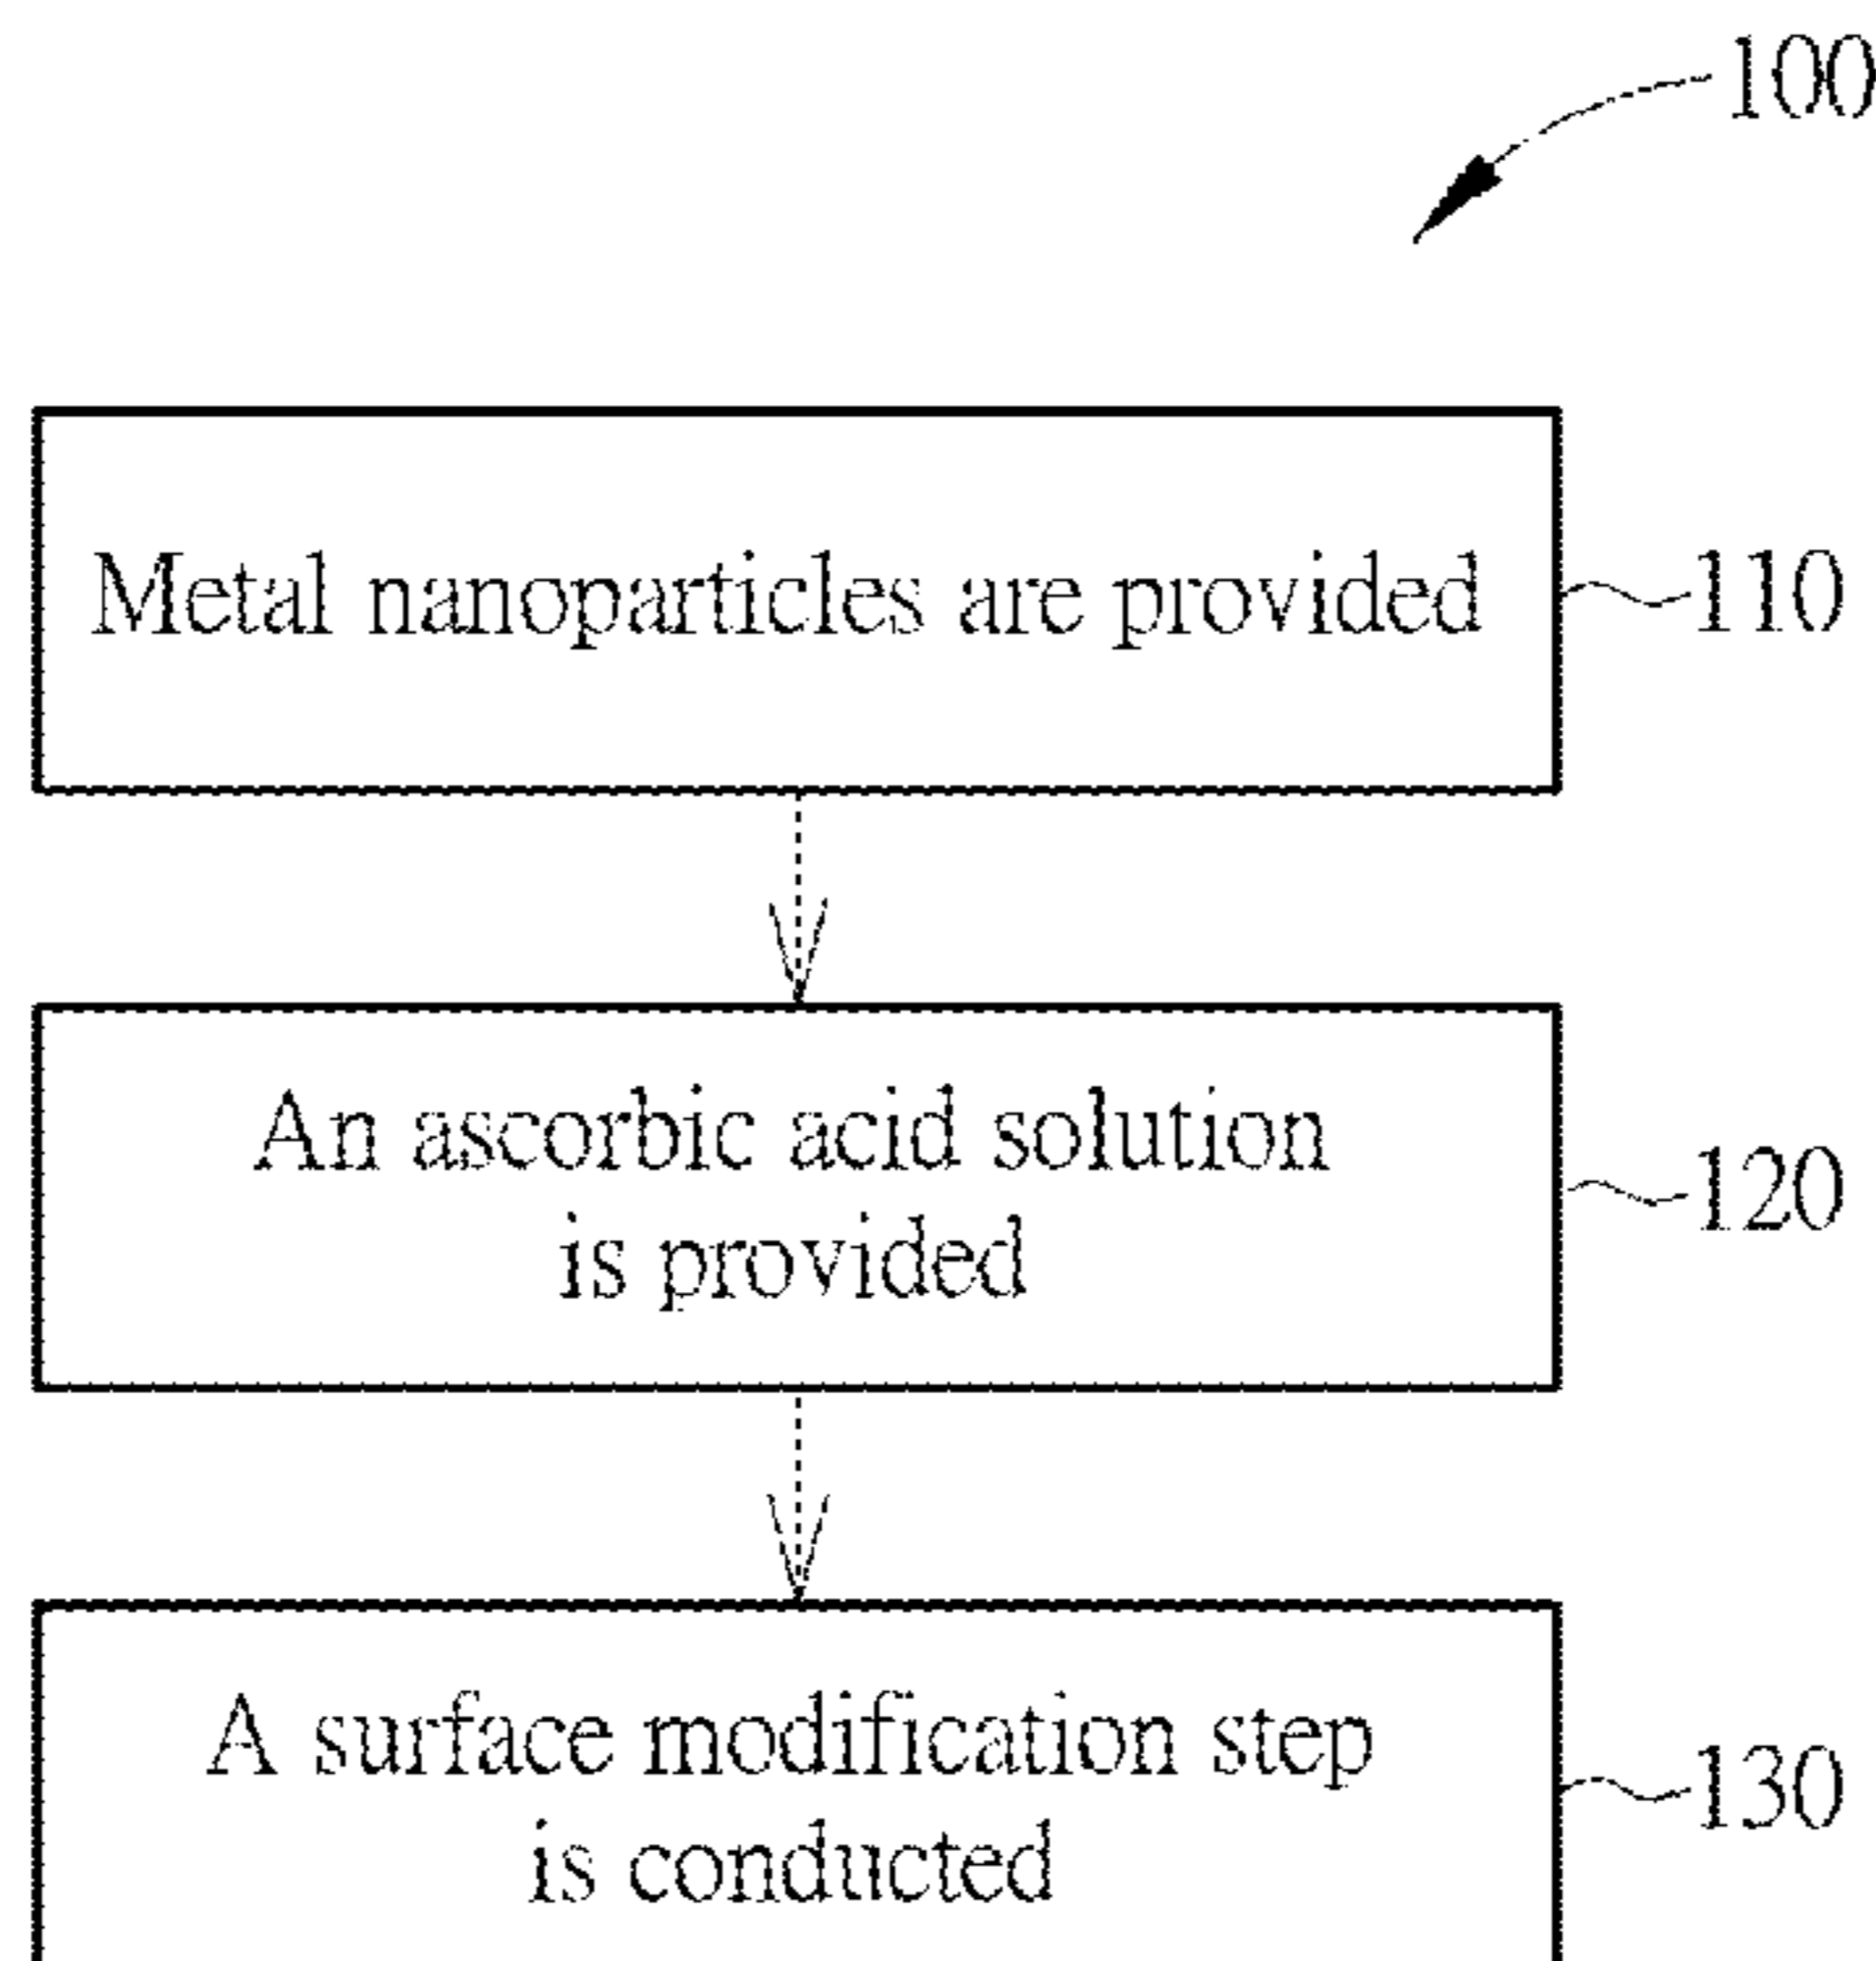 100
Metal nanoparticles are provided
110
An ascorbic acid solution
is provided
120
A surface modification step
is conducted
130